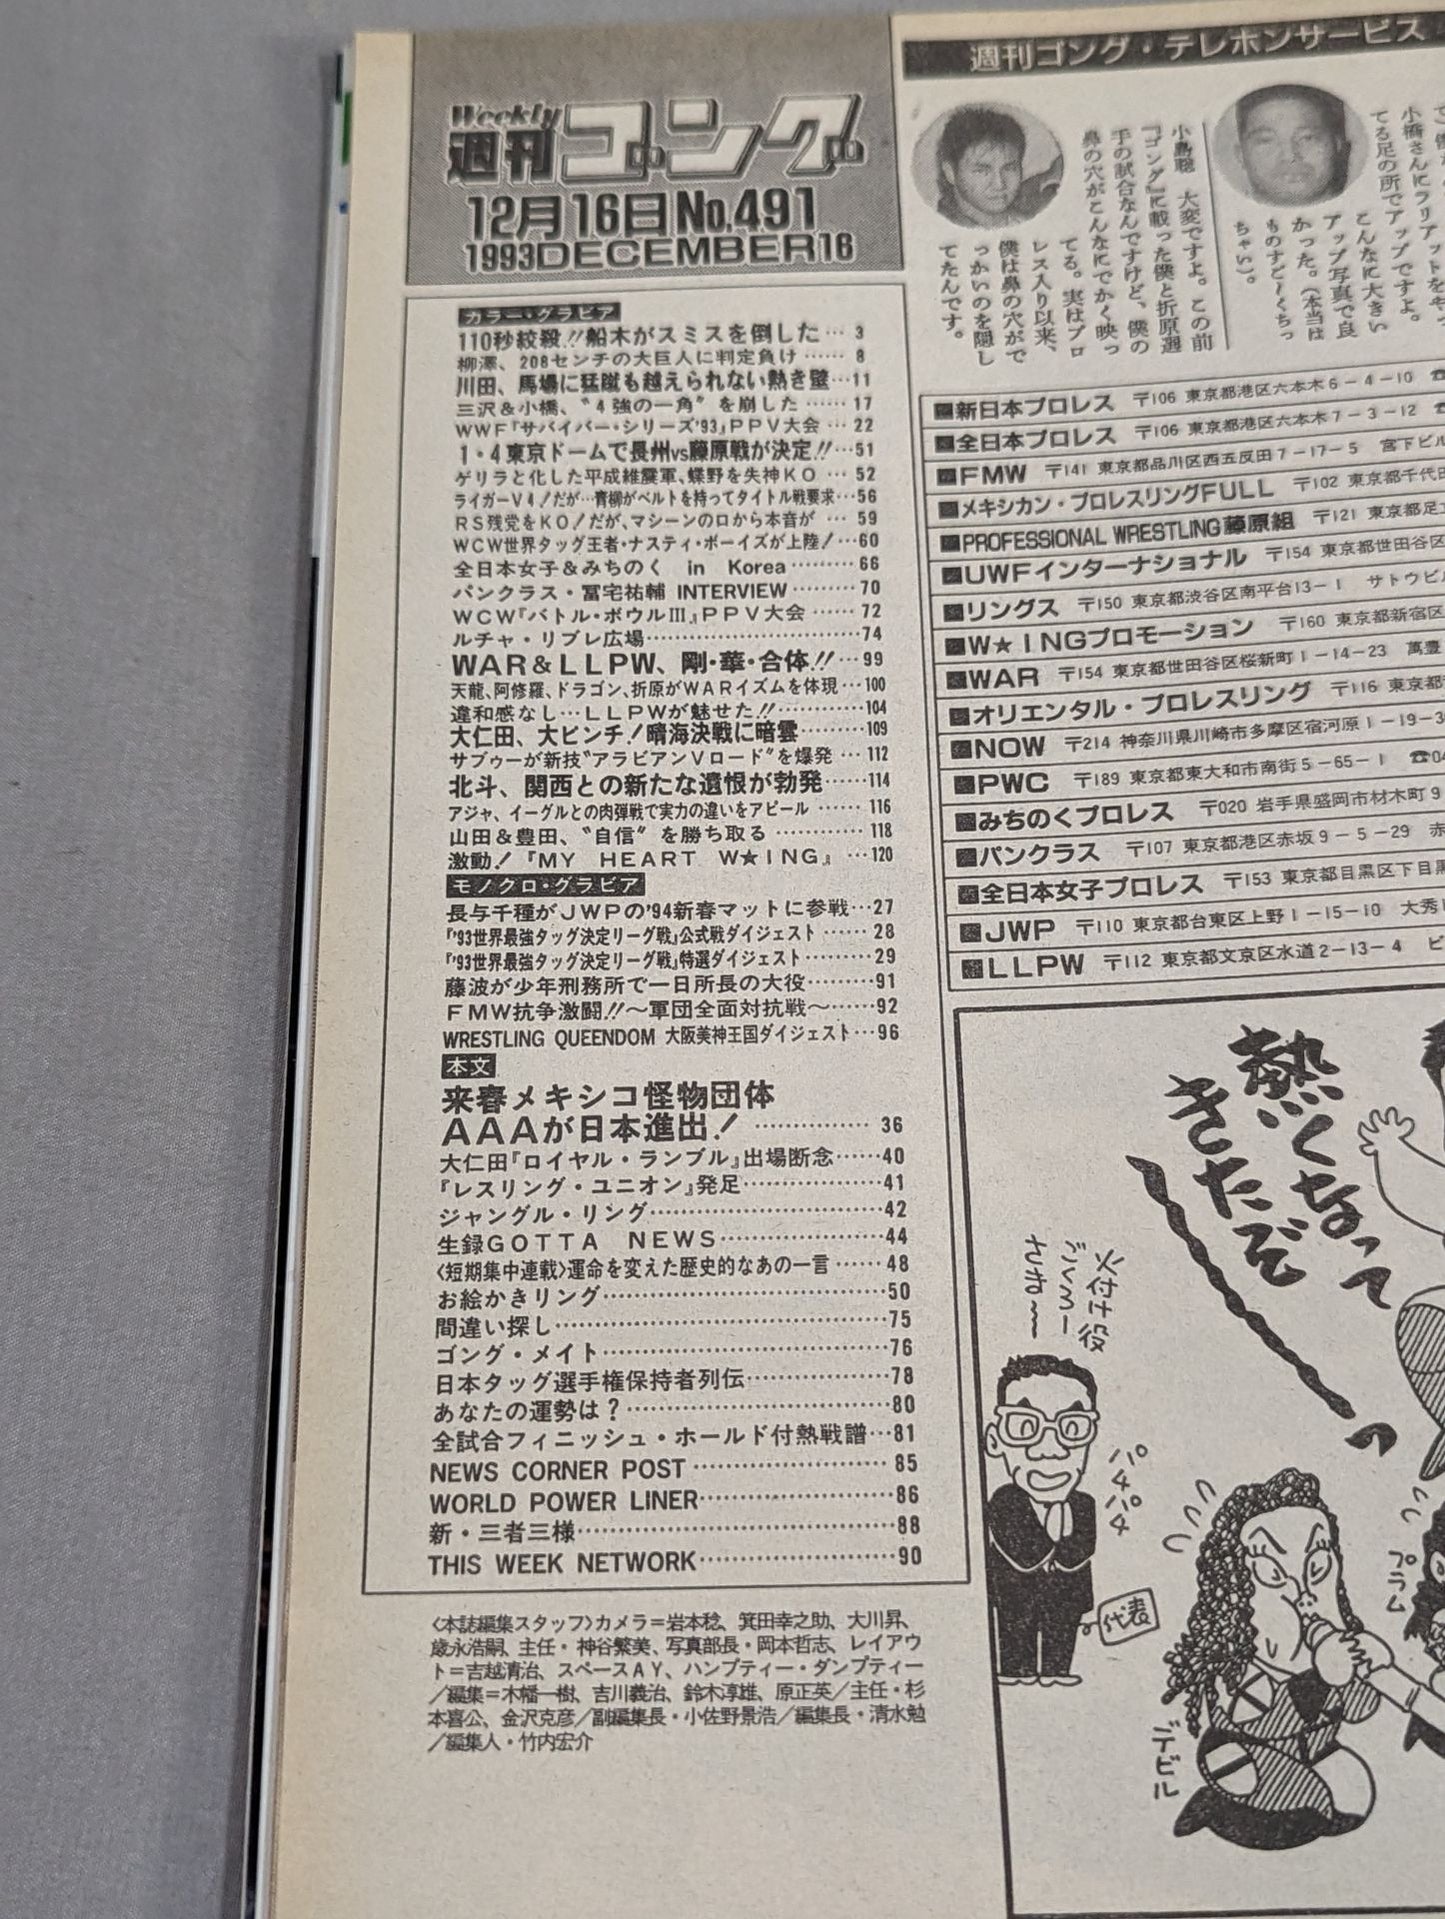 Weekly
週刊ゴング
12月16日No.491
1993DECEMBER16
カラー・グラビア
110秒絞殺!!船木がスミスを倒した… 3
柳澤、208センチの大巨人に判定負け…… 8
川田、馬場に猛蹴も越えられない熱き壁…11
三沢＆小橋、〝4強の一角〟を崩した…… 17
WWF『サバイバー・シリーズ'93』PPV大会… 22
1・4東京ドームで長州vs藤原戦が決定!!…51
ゲリラと化した平成維震軍、蝶野を失神KO… 52
ライガーV4！だが…青柳がベルトを持ってタイトル戦要求…56
RS残党をKO！だが、マシーンの口から本音が… 59
WCW世界タッグ王者・ナスティ・ボーイズが上陸！…60
全日本女子＆みちのく in Korea………66
パンクラス・冨宅祐輔 INTERVIEW………70
WCW『バトル・ボウルⅢ』PPV大会……72
ルチャ・リブレ広場………………………74
WAR＆LLPW、剛・華・合体!!…99
天龍、阿修羅、ドラゴン、折原がWARイズムを体現…100
違和感なし…LLPWが魅せた!!…………104
大仁田、大ピンチ！晴海決戦に暗雲………109
サブゥーが新技〝アラビアンVロード〟を爆発…112
北斗、関西との新たな遺恨が勃発……114
アジャ、イーグルとの肉弾戦で実力の違いをアピール……116
山田＆豊田、〝自信〟を勝ち取る…………118
激動！『MY HEART W★ING』…120
モノクロ・グラビア
長与千種がJWPの'94新春マットに参戦…27
『'93世界最強タッグ決定リーグ戦』公式戦ダイジェスト……28
『'93世界最強タッグ決定リーグ戦』特選ダイジェスト………29
藤波が少年刑務所で一日所長の大役………91
FMW抗争激闘!!～軍団全面対抗戦～……92
WRESTLING QUEENDOM 大阪美神王国ダイジェスト…96
本文
来春メキシコ怪物団体
AAAが日本進出！……………36
大仁田『ロイヤル・ランブル』出場断念……40
『レスリング・ユニオン』発足………………41
ジャングル・リング…………………………42
生録GOTTA NEWS…………………44
〈短期集中連載〉運命を変えた歴史的なあの一言……48
お絵かきリング………………………………50
間違い探し……………………………………75
ゴング・メイト………………………………76
日本タッグ選手権保持者列伝………………78
あなたの運勢は？……………………………80
全試合フィニッシュ・ホールド付熱戦譜…81
NEWS CORNER POST……………………85
WORLD POWER LINER……………………86
新・三者三様…………………………………88
THIS WEEK NETWORK……………………90
〈本誌編集スタッフ〉カメラ＝岩本稔、箕田幸之助、大川昇、
歳永浩嗣、主任・神谷繁美、写真部長・岡本哲志、レイアウ
ト＝吉越清治、スペースAY、ハンプティー・ダンプティー
／編集＝木幡一樹、吉川義治、鈴木淳雄、原正英／主任・杉
本喜公、金沢克彦／副編集長・小佐野景浩／編集長・清水勉
／編集人・竹内宏介
週刊ゴング・テレホンサービス
小橋さんにラリアットをやっ
てる足の所でアップですよ。
こんなに大きい
アップ写真で良
かった。（本当は
ものすご～くちっ
ちゃい）。
小島聡 大変ですよ。この前
『ゴング』に載った僕と折原選
手の試合なんですけど、僕の
鼻の穴がこんなにでかく映っ
てる。実はプロ
レス入り以来、
僕は鼻の穴がで
っかいのを隠し
てたんです。
■新日本プロレス 〒106 東京都港区六本木6－4－10 ☎
■全日本プロレス 〒106 東京都港区六本木7－3－12 ☎
■FMW 〒141 東京都品川区西五反田7－17－5 宮下ビル
■メキシカン・プロレスリングFULL 〒102 東京都千代田
■PROFESSIONAL WRESTLING藤原組 〒121 東京都足立
■UWFインターナショナル 〒154 東京都世田谷区
■リングス 〒150 東京都渋谷区南平台13－1 サトウビル
■W★INGプロモーション 〒160 東京都新宿区
■WAR 〒154 東京都世田谷区桜新町1－14－23 萬豊
■オリエンタル・プロレスリング 〒116 東京都
■NOW 〒214 神奈川県川崎市多摩区宿河原1－19－3
■PWC 〒189 東京都東大和市南街5－65－1 ☎04
■みちのくプロレス 〒020 岩手県盛岡市材木町9
■パンクラス 〒107 東京都港区赤坂9－5－29 赤
■全日本女子プロレス 〒153 東京都目黒区下目黒
■JWP 〒110 東京都台東区上野1－15－10 大秀
■LLPW 〒112 東京都文京区水道2－13－4 ビ
熱くなって
きたぞ～っ
火付け役
ごくろー
さま～～
パチパチ
代表
デビル
プラム